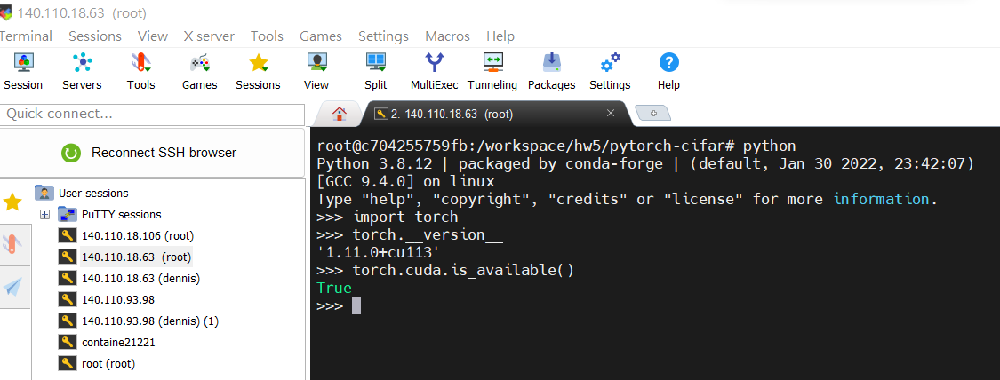 140.110.18.63 (root)
Terminal Sessions View X server Tools Games Settings Macros Help
Session Servers Tools Games Sessions View Split MultiExec Tunneling Packages Settings Help
Quick connect...
2. 140.110.18.63 (root)
Reconnect SSH-browser
User sessions
PuTTY sessions
140.110.18.106 (root)
140.110.18.63 (root)
140.110.18.63 (dennis)
140.110.93.98
140.110.93.98 (dennis) (1)
containe21221
root (root)
root@c704255759fb:/workspace/hw5/pytorch-cifar# python
Python 3.8.12 | packaged by conda-forge | (default, Jan 30 2022, 23:42:07)
[GCC 9.4.0] on linux
Type "help", "copyright", "credits" or "license" for more information.
>>> import torch
>>> torch.__version__
'1.11.0+cu113'
>>> torch.cuda.is_available()
True
>>>